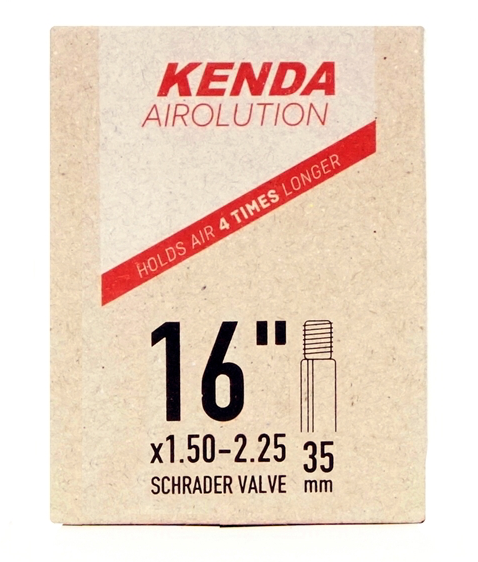 KENDA
AIROLUTION
HOLDS AIR 4 TIMES LONGER
16"
x1.50-2.25
SCHRADER VALVE
35
mm